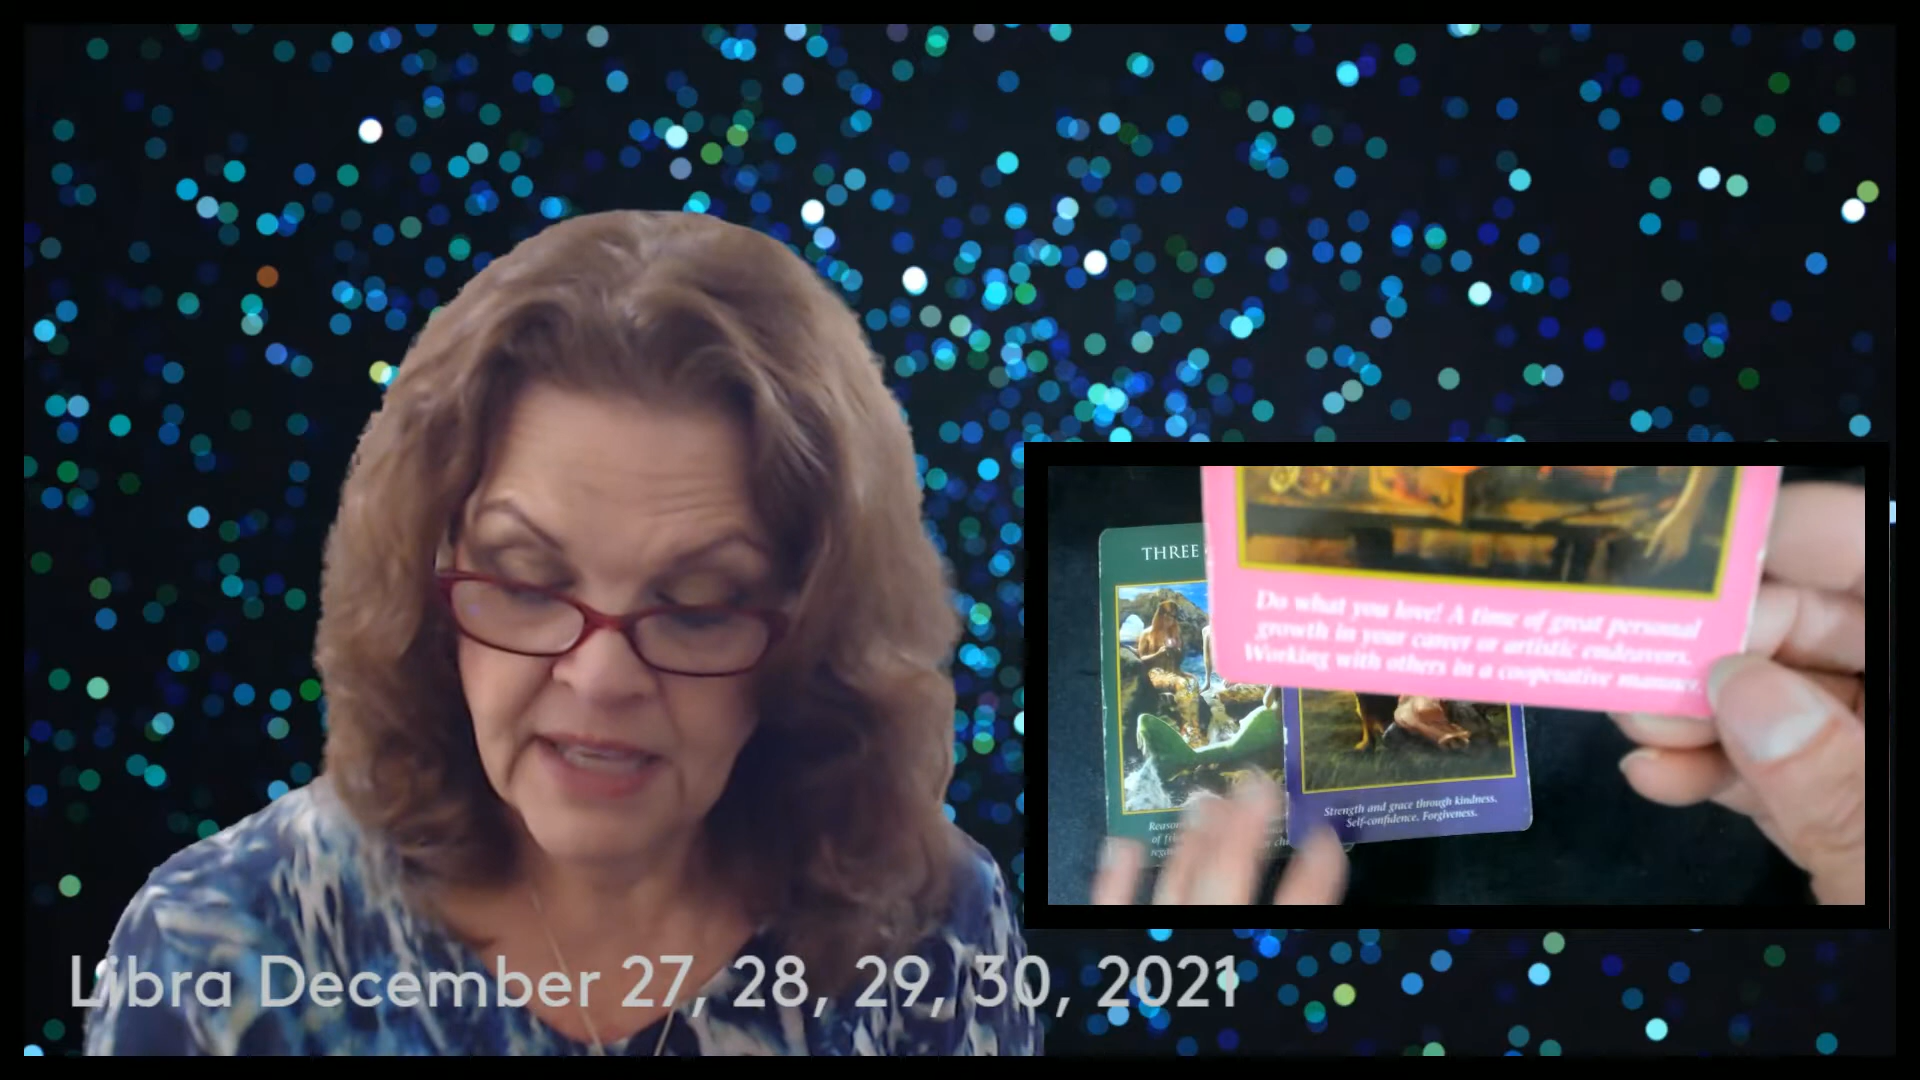 THREE
Do what you love! A time of great personal
growth in your career or artistic endeavors.
Working with others in a cooperative manner.
Strength and grace through kindness.
Self-confidence. Forgiveness.
Libra December 27, 28, 29, 30, 2021